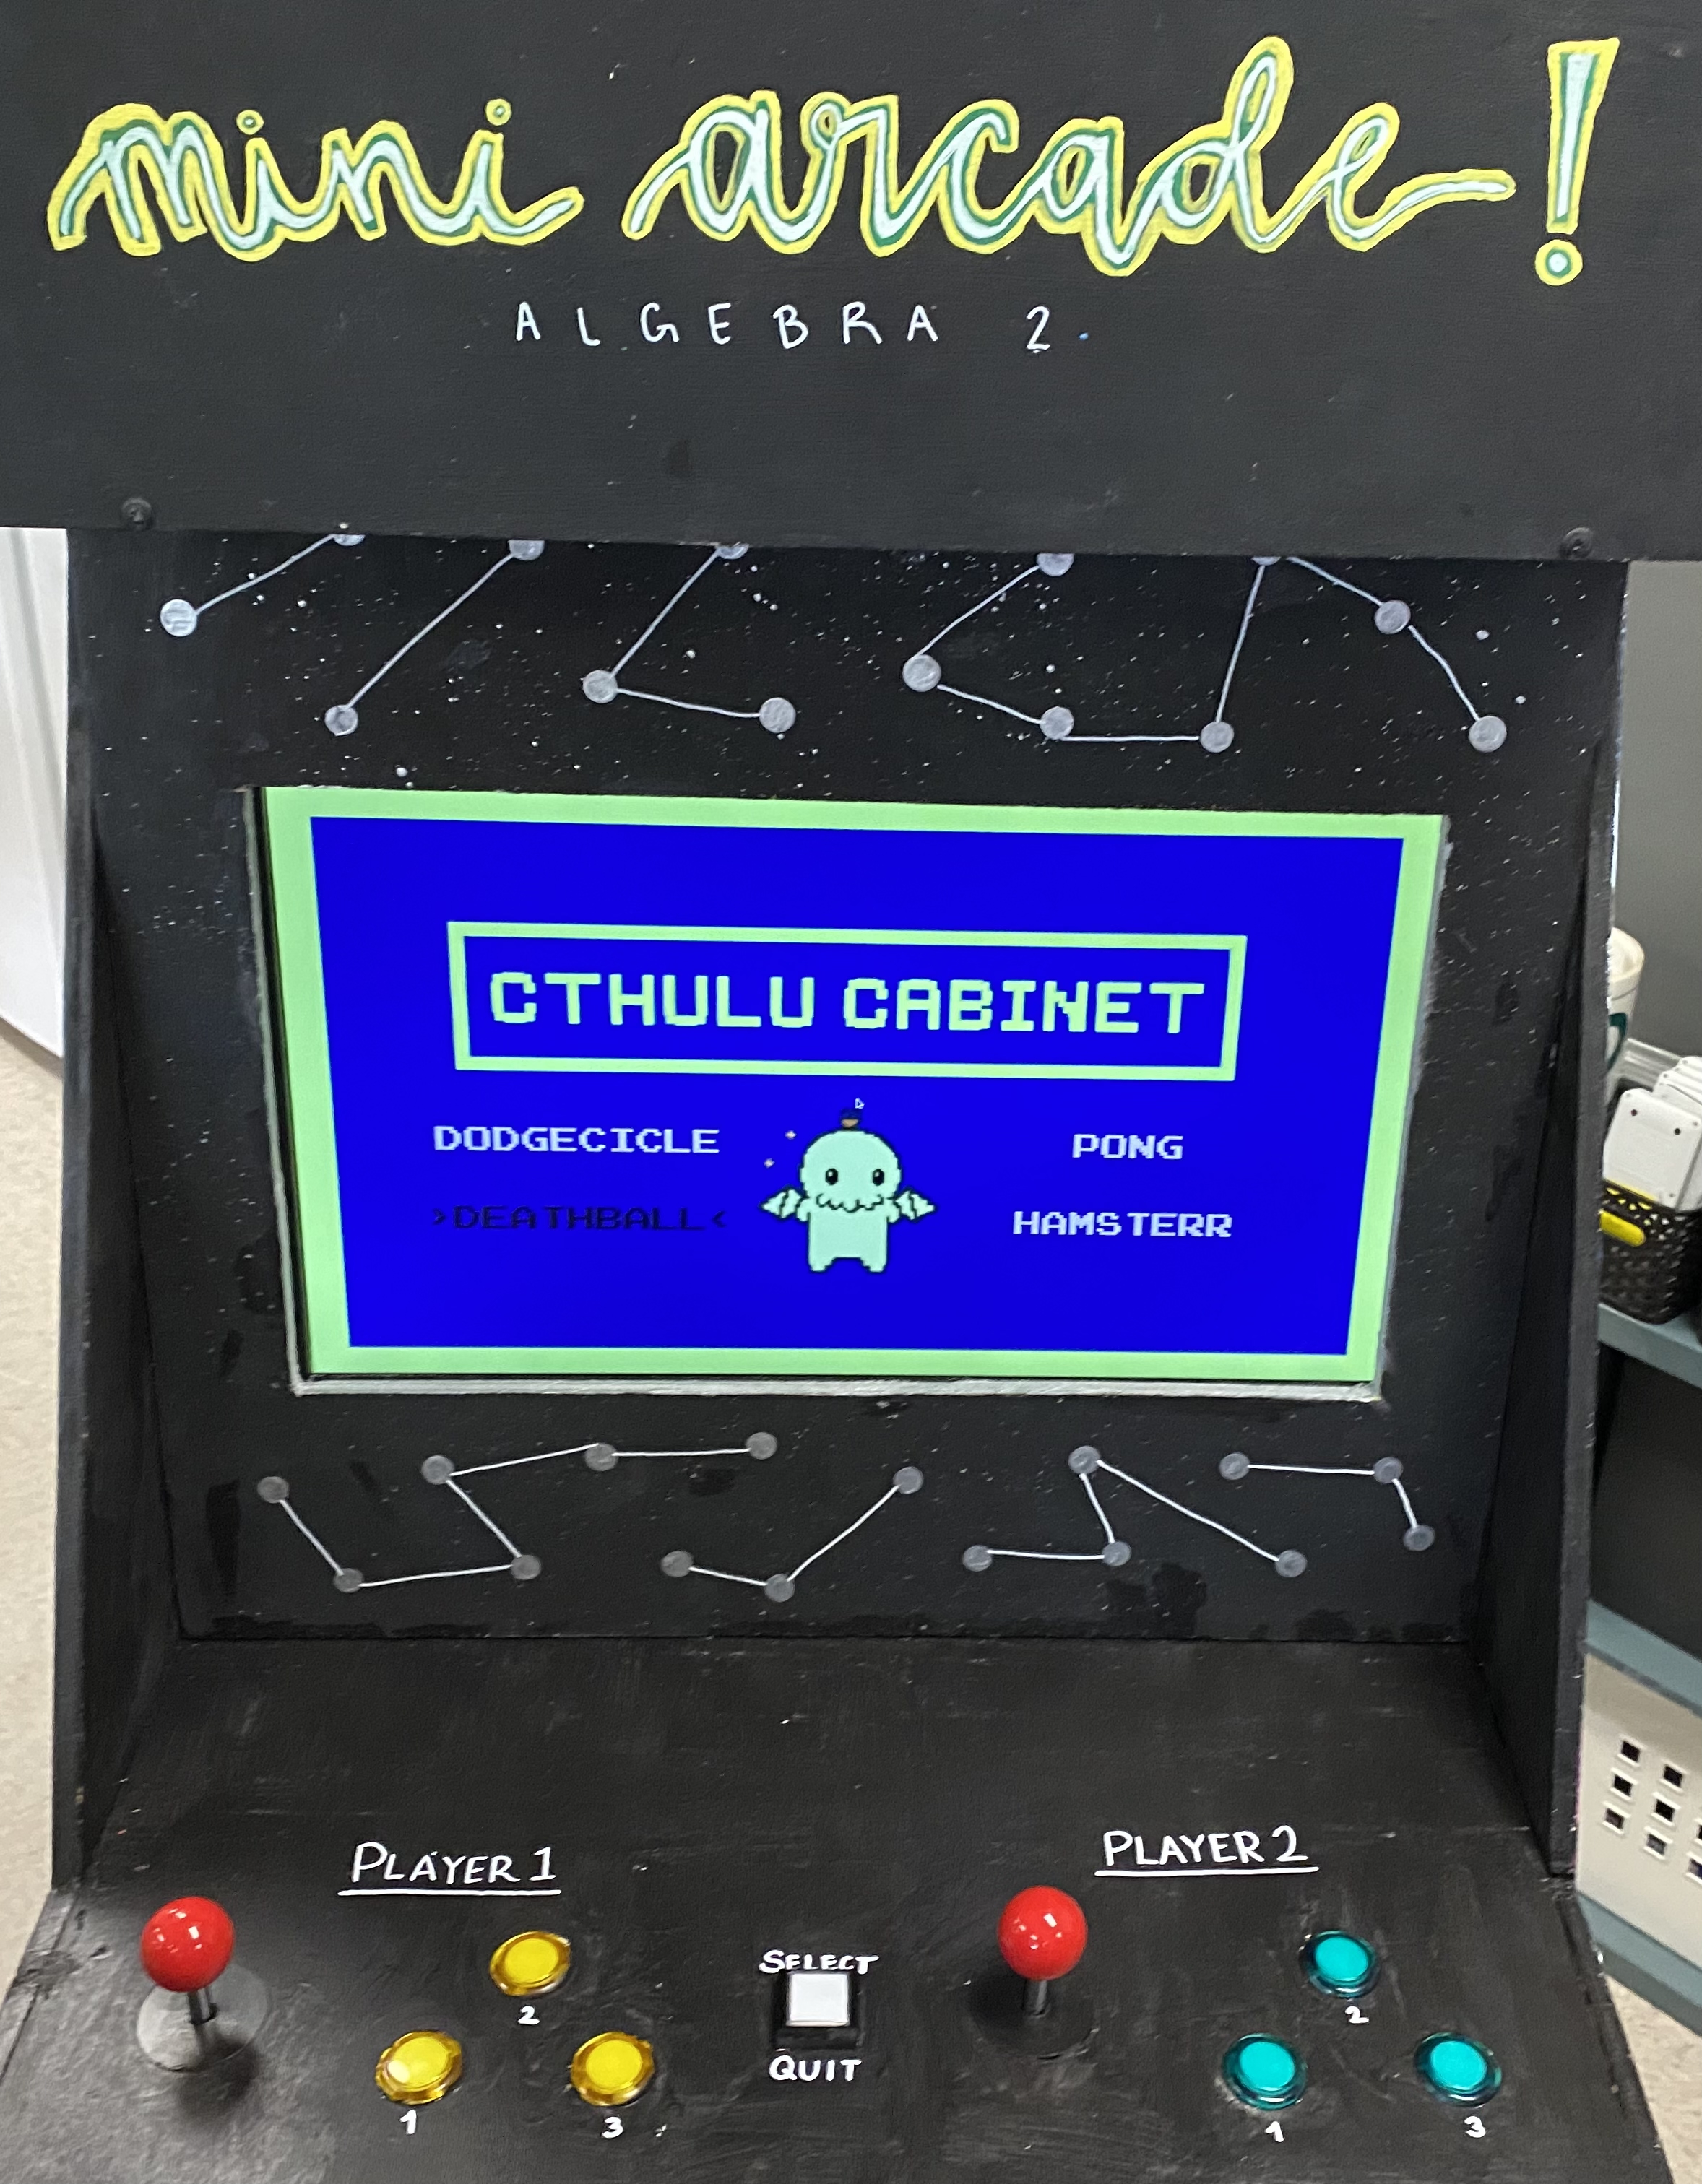 mini arcade!
ALGEBRA 2.
CTHULU CABINET
DODGECICLE
PONG
>DEATHBALL<
HAMSTERR
PLAYER 1
PLAYER 2
SELECT
QUIT
2
1
3
2
1
3